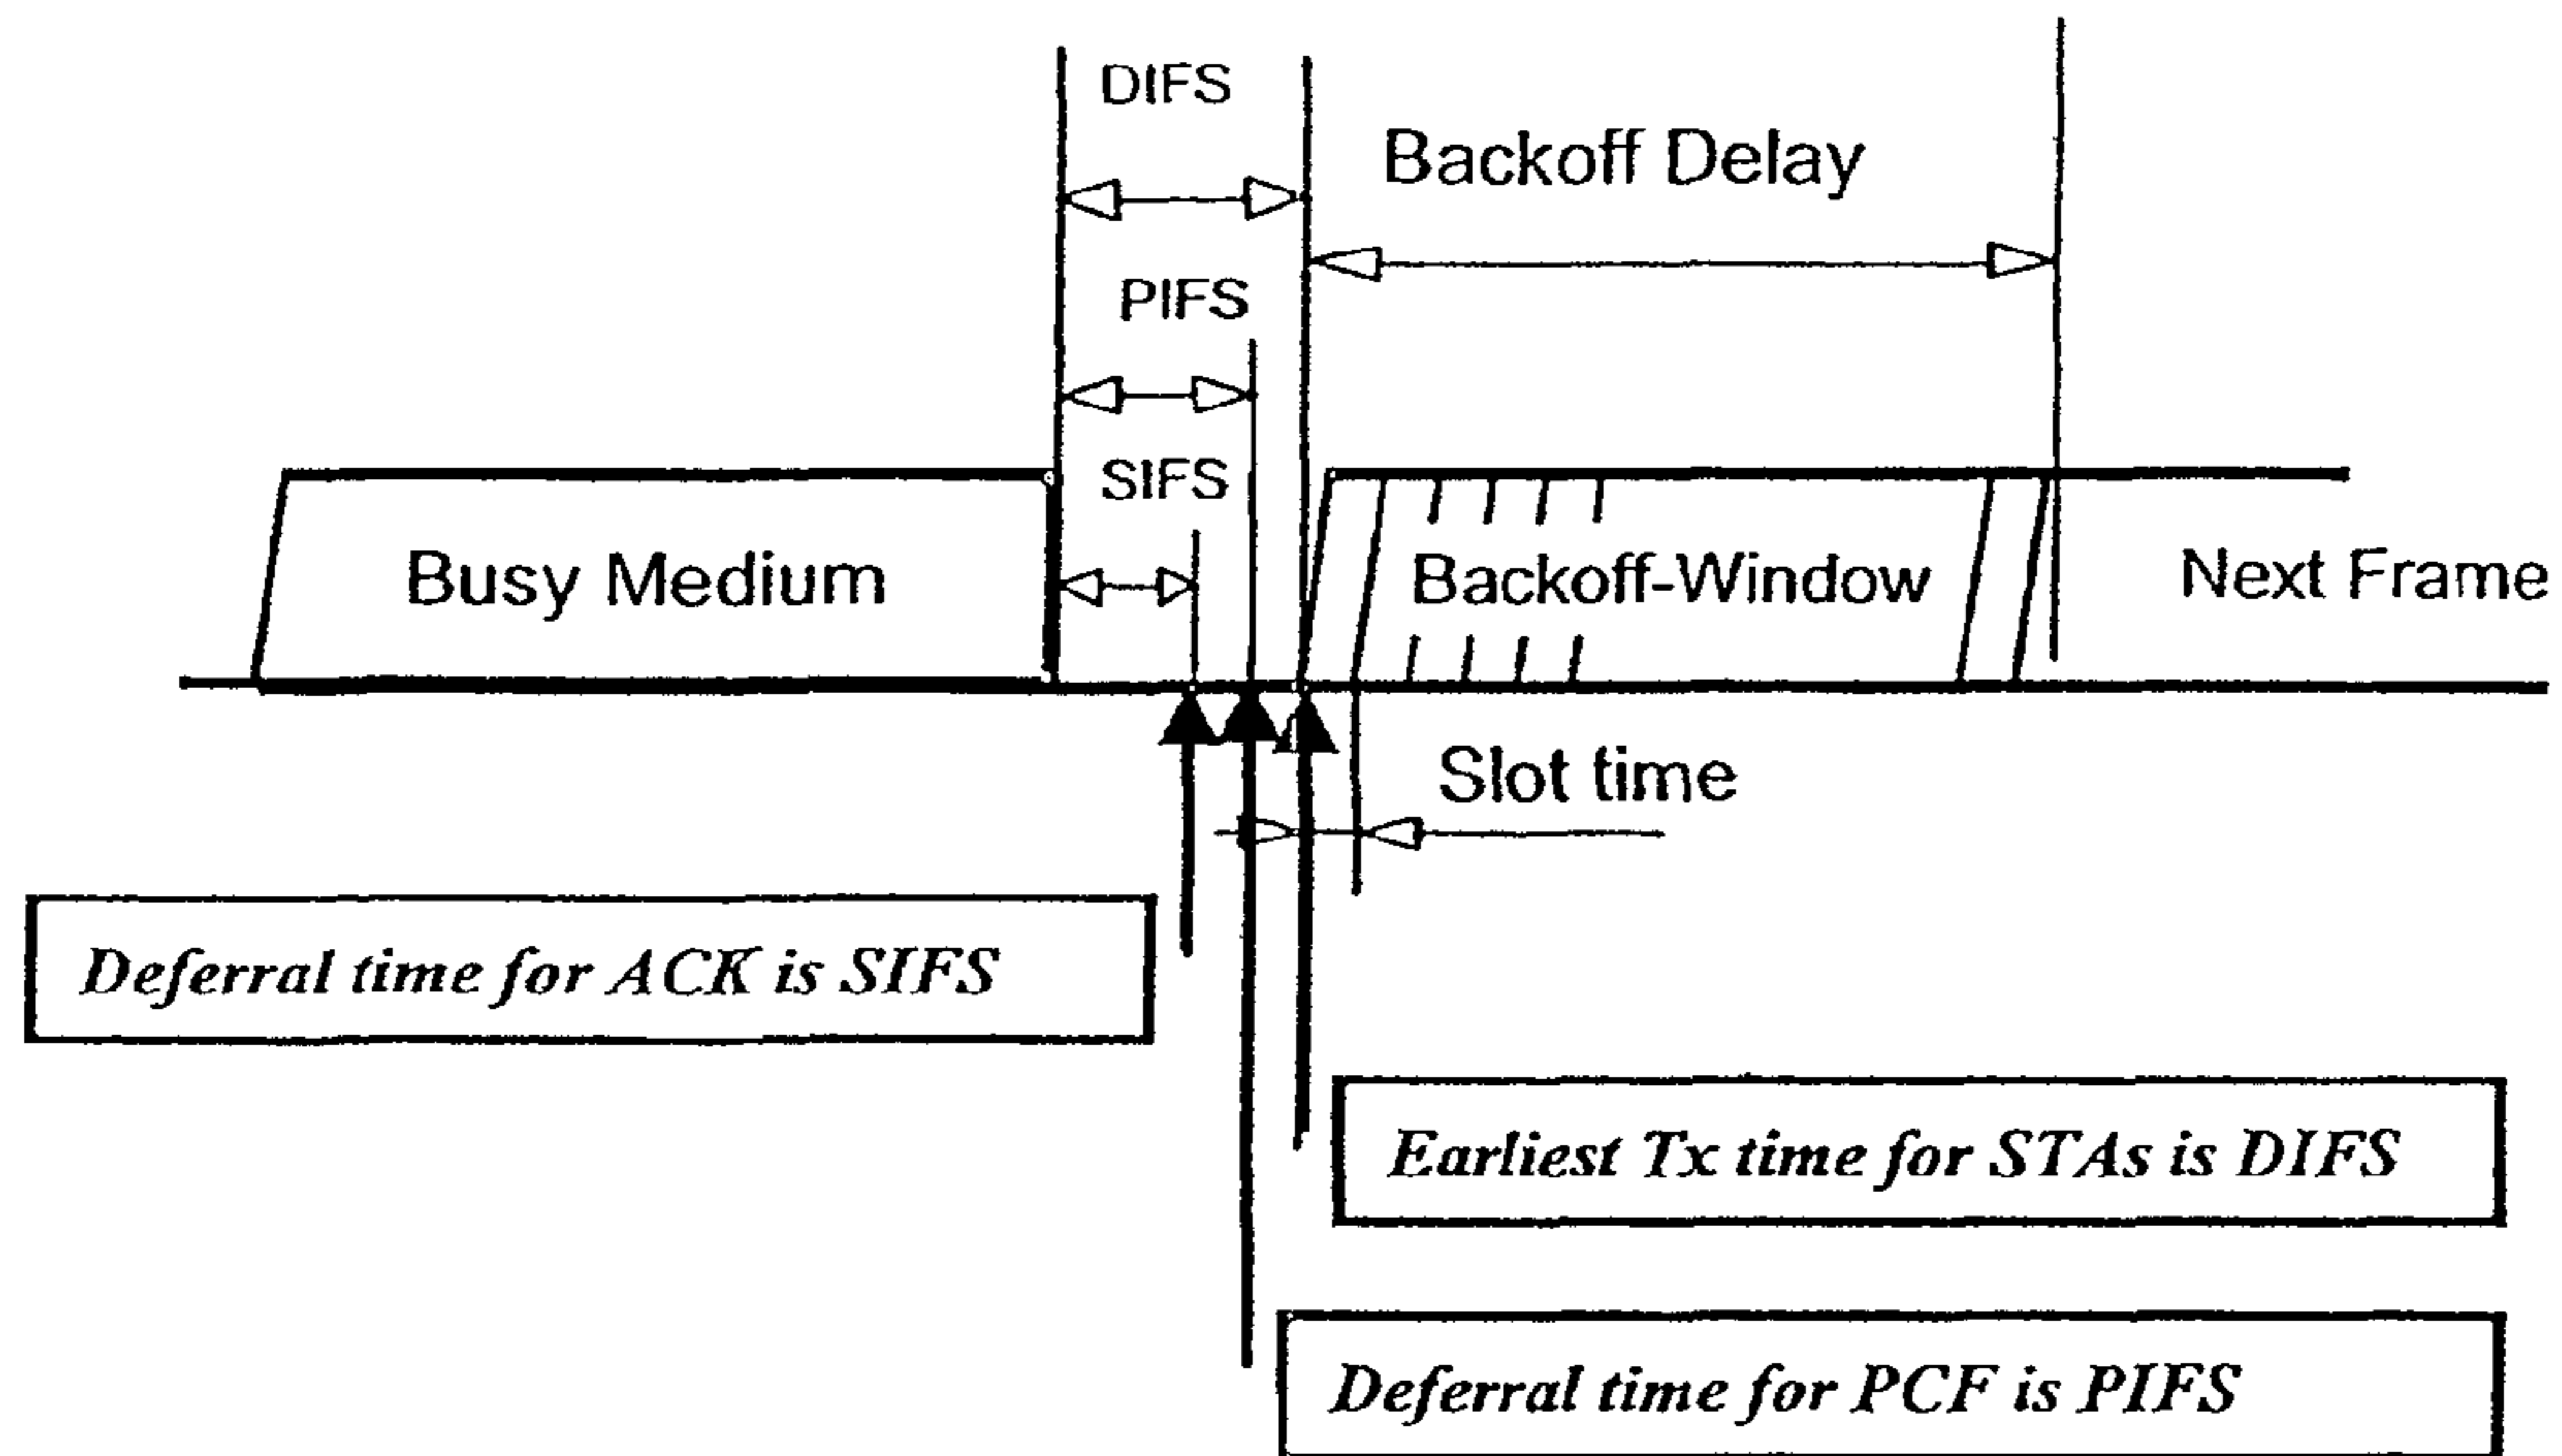 DIFS
Backoff Delay
PIFS
SIFS
Busy Medium
Backoff-Window
Next Frame
Slot time
Deferral time for ACK is SIFS
Earliest Tx time for STAs is DIFS
Deferral time for PCF is PIFS